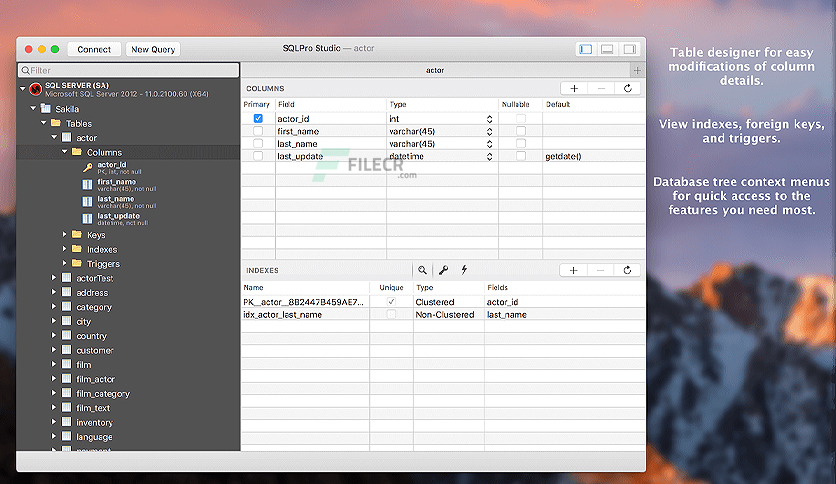 Connect
New Query
SQLPro Studio — actor
Filter
SQL SERVER (SA)
Microsoft SQL Server 2012 - 11.0.2100.60 (X64)
Sakila
Tables
actor
Columns
actor_id
PK, int, not null
first_name
varchar(45), not null
last_name
varchar(45), not null
last_update
datetime, not null
Keys
Indexes
Triggers
actorTest
address
category
city
country
customer
film
film_actor
film_category
film_text
inventory
language
actor
+
COLUMNS
Primary Field Type Nullable Default
actor_id int
first_name varchar(45)
last_name varchar(45)
last_update datetime getdate()
FILECR
.com
INDEXES
Name Unique Type Fields
PK__actor__8B2447B459AE7... Clustered actor_id
idx_actor_last_name Non-Clustered last_name
Table designer for easy
modifications of column
details.
View indexes, foreign keys,
and triggers.
Database tree context menus
for quick access to the
features you need most.